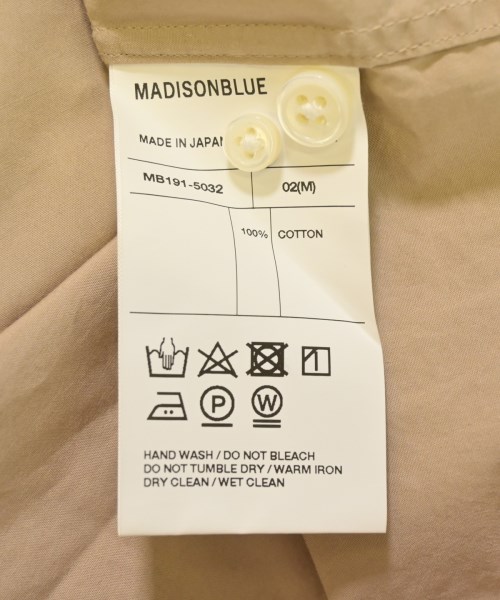 MADISONBLUE
MADE IN JAPAN
MB191-5032 02(M)
100% COTTON
P W
HAND WASH / DO NOT BLEACH
DO NOT TUMBLE DRY / WARM IRON
DRY CLEAN / WET CLEAN